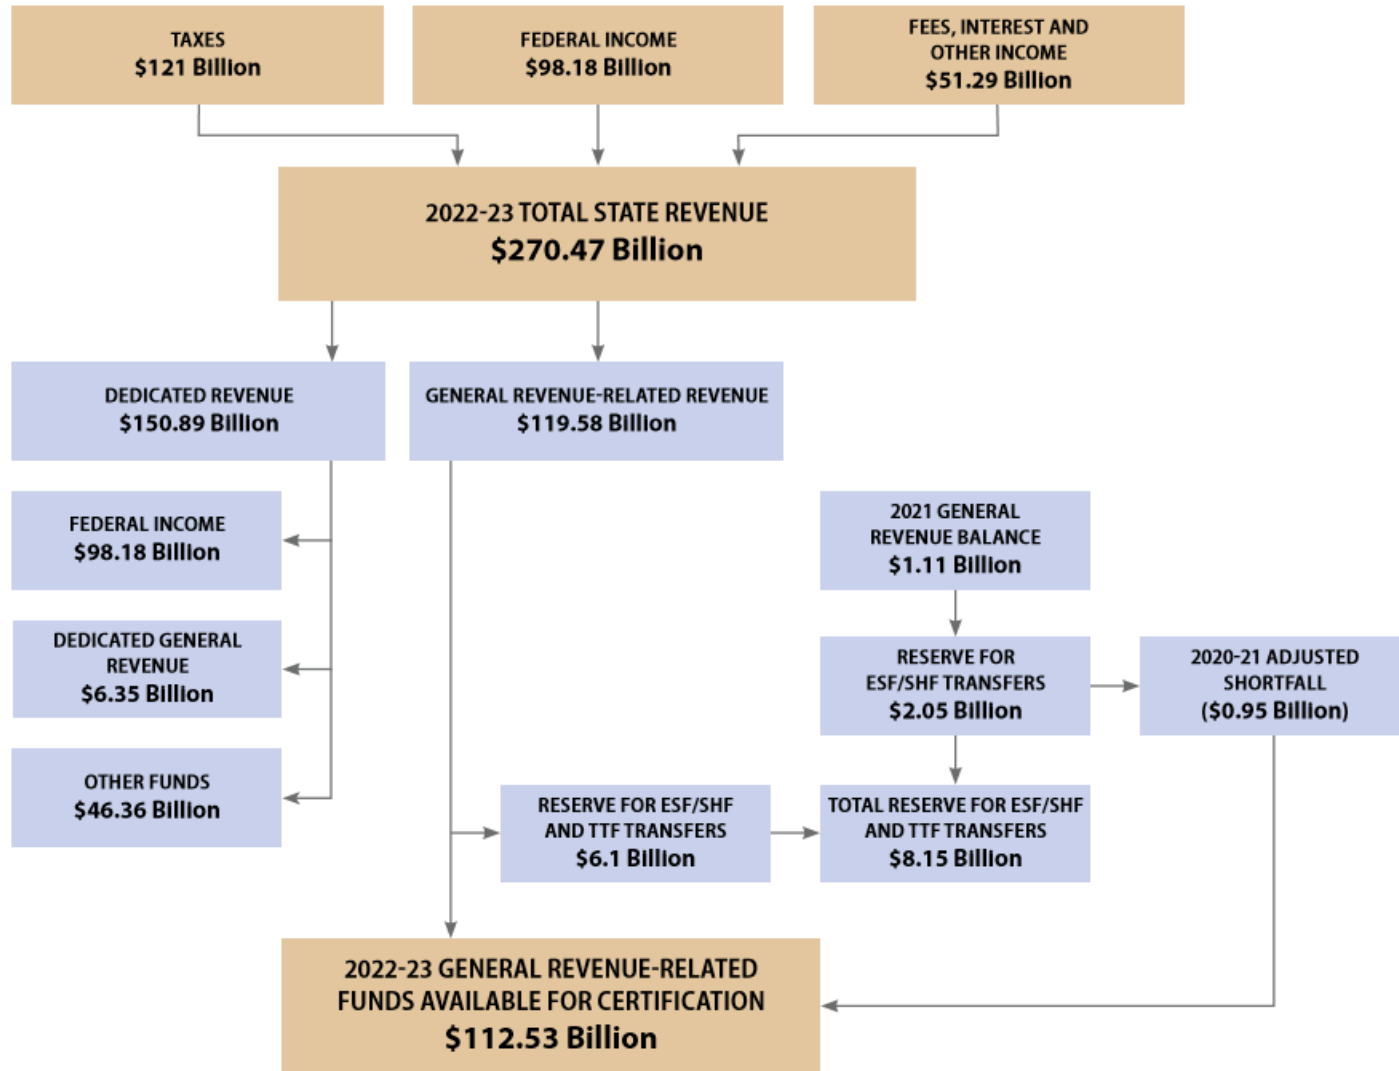 TAXES
$121 Billion
FEDERAL INCOME
$98.18 Billion
FEES, INTEREST AND
OTHER INCOME
$51.29 Billion
2022-23 TOTAL STATE REVENUE
$270.47 Billion
DEDICATED REVENUE
$150.89 Billion
GENERAL REVENUE-RELATED REVENUE
$119.58 Billion
FEDERAL INCOME
$98.18 Billion
2021 GENERAL
REVENUE BALANCE
$1.11 Billion
DEDICATED GENERAL
REVENUE
$6.35 Billion
RESERVE FOR
ESF/SHF TRANSFERS
$2.05 Billion
2020-21 ADJUSTED
SHORTFALL
($0.95 Billion)
OTHER FUNDS
$46.36 Billion
RESERVE FOR ESF/SHF
AND TTF TRANSFERS
$6.1 Billion
TOTAL RESERVE FOR ESF/SHF
AND TTF TRANSFERS
$8.15 Billion
2022-23 GENERAL REVENUE-RELATED
FUNDS AVAILABLE FOR CERTIFICATION
$112.53 Billion